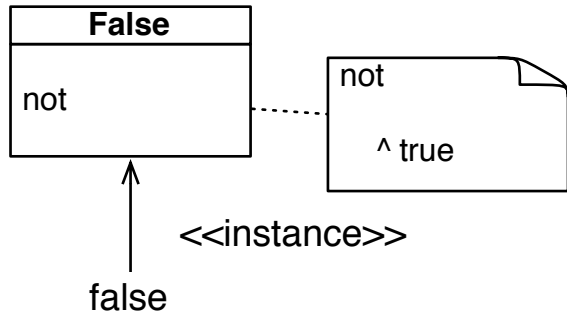 False
not
not
^ true
<<instance>>
false